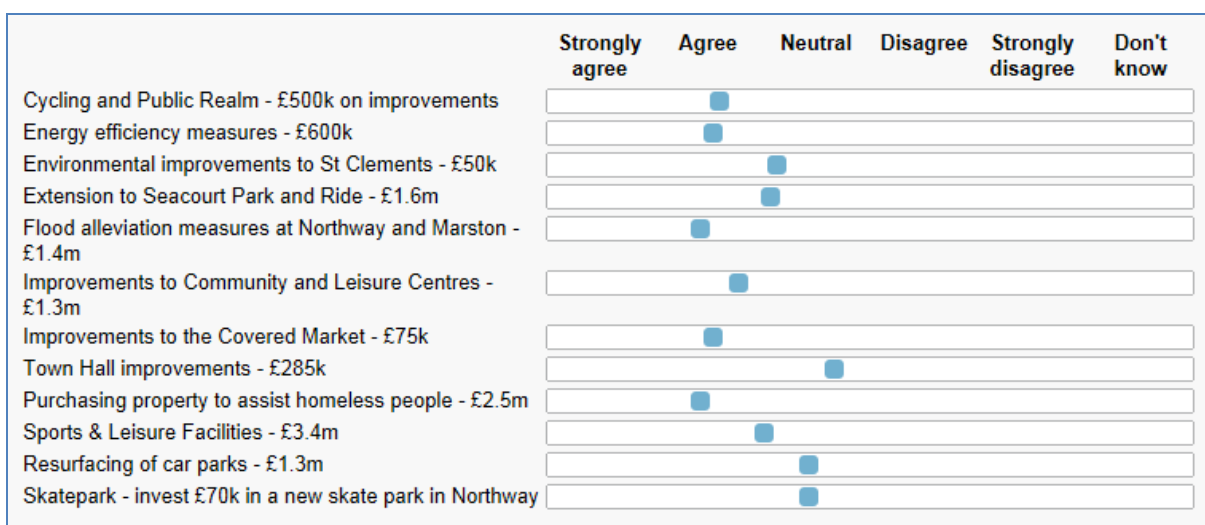 Strongly agree Agree Neutral Disagree Strongly disagree Don't know
Cycling and Public Realm - £500k on improvements
Energy efficiency measures - £600k
Environmental improvements to St Clements - £50k
Extension to Seacourt Park and Ride - £1.6m
Flood alleviation measures at Northway and Marston -
£1.4m
Improvements to Community and Leisure Centres -
£1.3m
Improvements to the Covered Market - £75k
Town Hall improvements - £285k
Purchasing property to assist homeless people - £2.5m
Sports & Leisure Facilities - £3.4m
Resurfacing of car parks - £1.3m
Skatepark - invest £70k in a new skate park in Northway